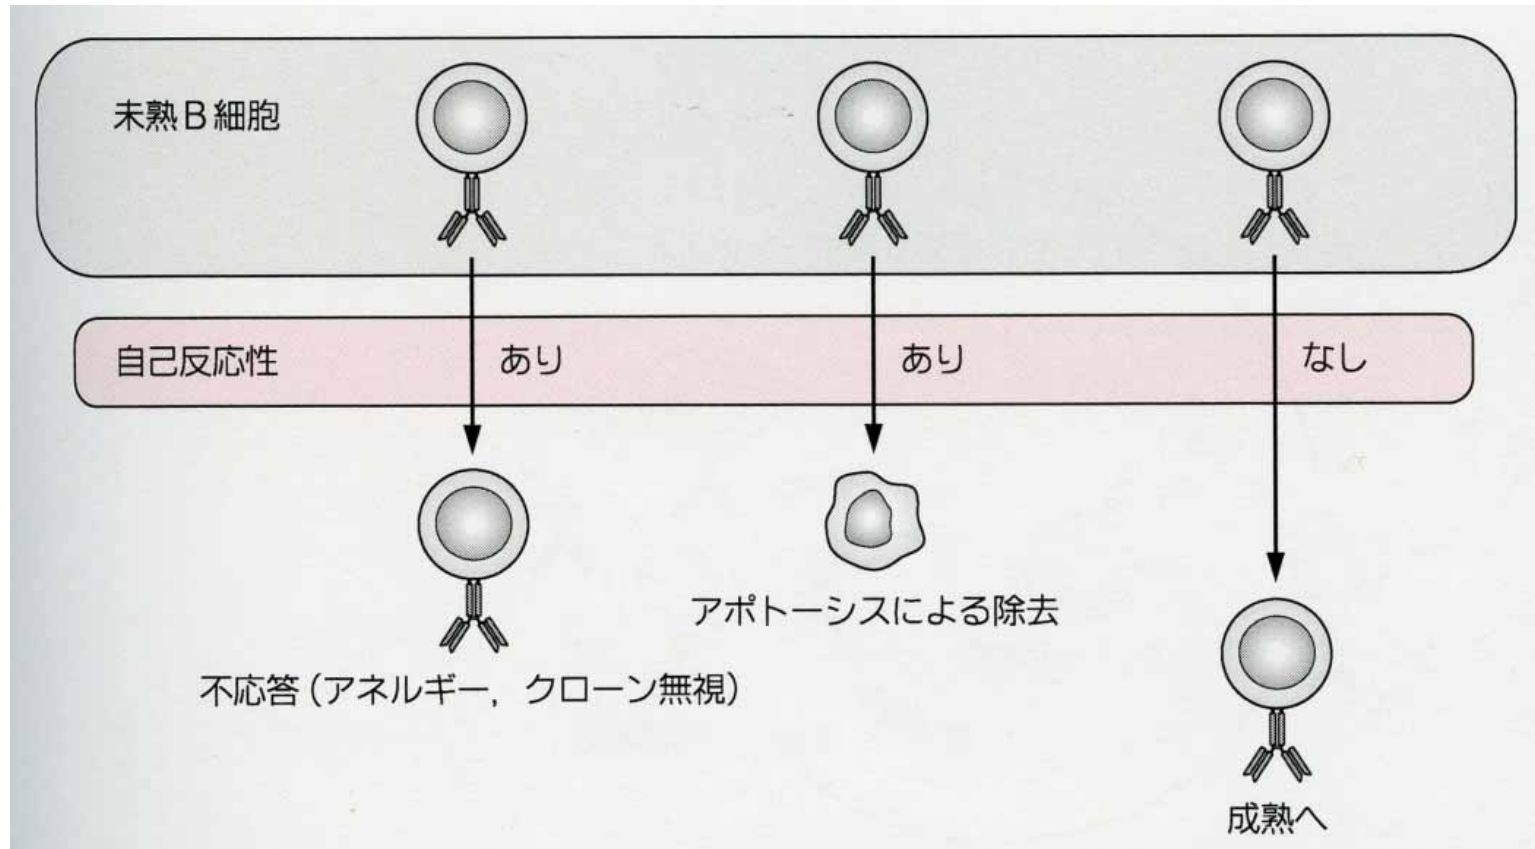 未熟B細胞
自己反応性 あり あり なし
アポトーシスによる除去
不応答(アネルギー，クローン無視)
成熟へ